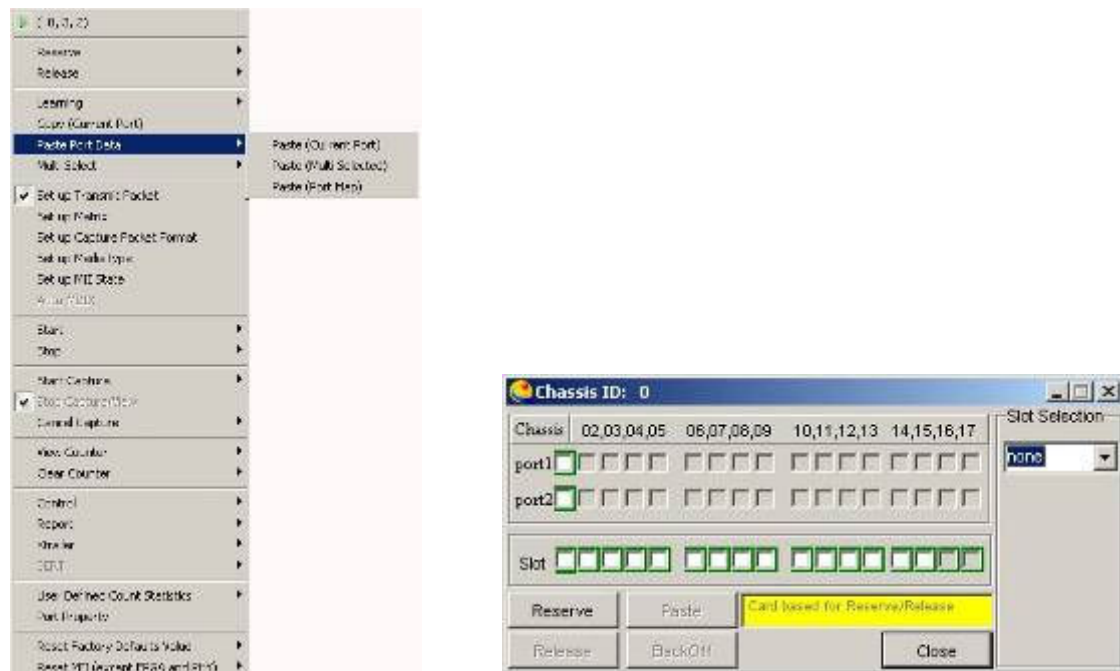 Reserve
Release
Learning
Copy (Current Port)
Paste Port Data
Paste (Current Port)
Paste (Multi Selected)
Paste (Port Map)
Multi Select
Set up Transmit Packet
Set up Metric
Set up Capture Packet Format
Set up Media type
Set up MII State
Start
Stop
Start Capture
Stop Capture/View
Cancel Capture
View Counter
Clear Counter
Control
Report
BERT
User Defined Count Statistics
Port Property
Reset Factory Defaults Value
Chassis ID: 0
Chassis 02,03,04,05 06,07,08,09 10,11,12,13 14,15,16,17
port1
port2
Slot
Slot Selection
none
Reserve Paste Card based for Reserve/Release
Release BackOff Close